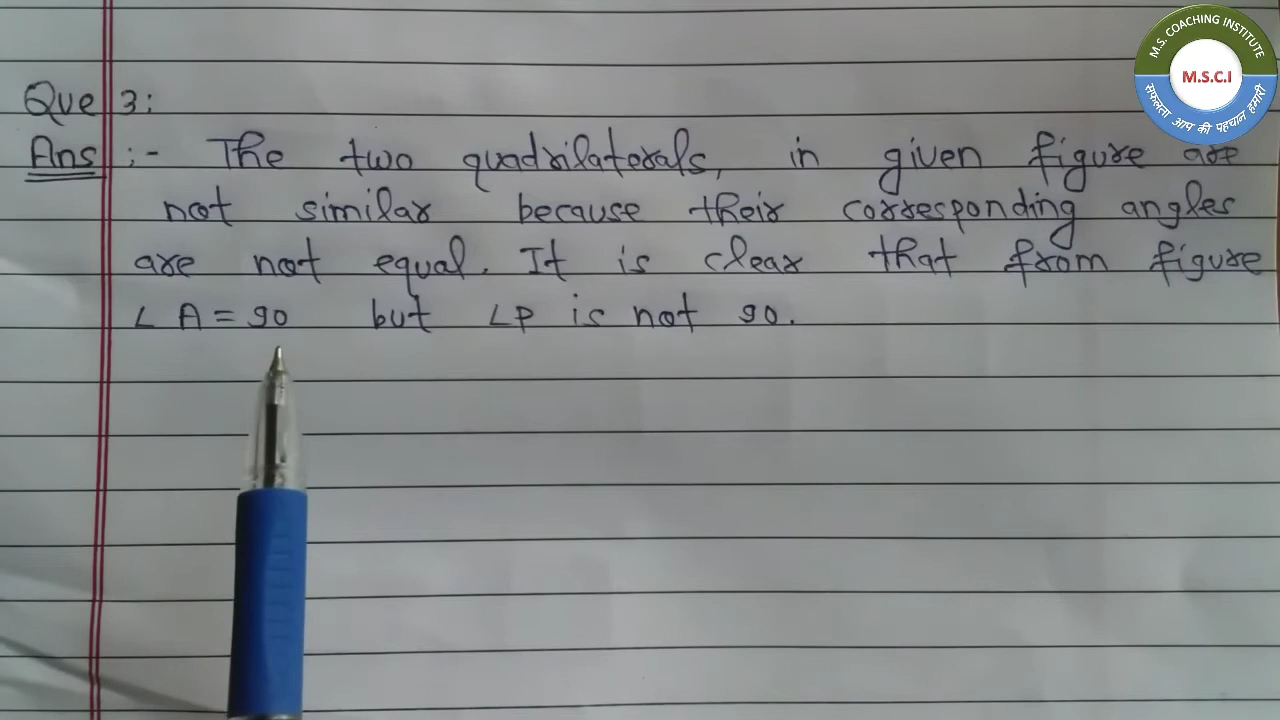 M.S. COACHING INSTITUTE
M.S.C.I
सफलता आप की पहचान हमारी
Que 3:
Ans :- The two quadrilaterals, in given figure are
not similar because their corresponding angles
are not equal. It is clear that from figure
∠A = 90 but ∠P is not 90.